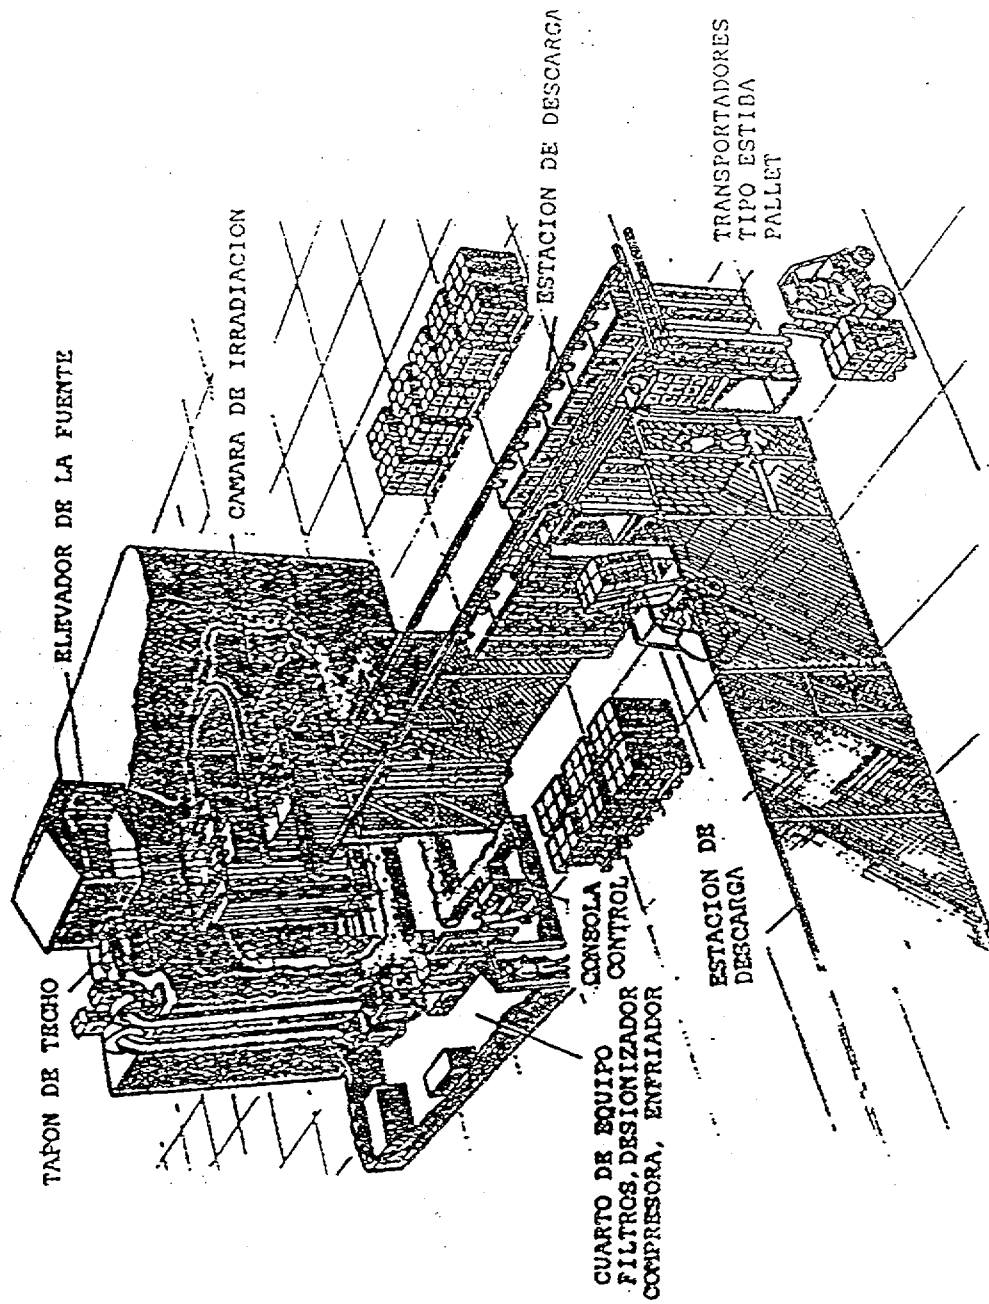 TAPON DE TECHO
ELEVADOR DE LA FUENTE
CAMARA DE IRRADIACION
ESTACION DE DESCARGA
TRANSPORTADORES
TIPO ESTIBA
PALLET
CONSOLA
CONTROL
CUARTO DE EQUIPO
FILTROS, DESIONIZADOR
COMPRESORA, ENFRIADOR
ESTACION DE
DESCARGA